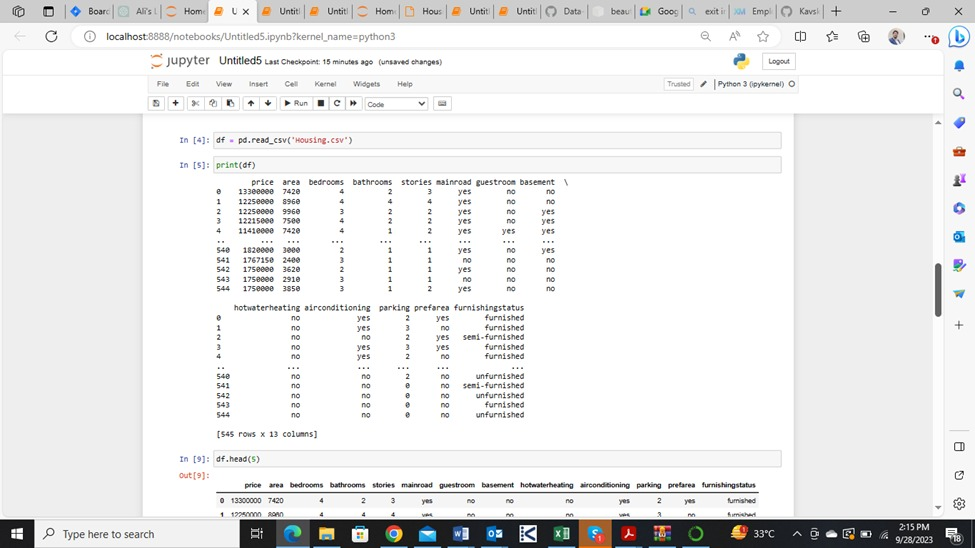 Board
Ali's L
Home
U
Untitl
Untitl
Home
Hous
Untitl
Untitl
Data
beaut
Goog
exit in
Empl
Kavsk
localhost:8888/notebooks/Untitled5.ipynb?kernel_name=python3
jupyter Untitled5 Last Checkpoint: 15 minutes ago (unsaved changes)
Logout
File Edit View Insert Cell Kernel Widgets Help
Trusted Python 3 (ipykernel)
Run Code
In [4]: df = pd.read_csv('Housing.csv')
In [5]: print(df)
price area bedrooms bathrooms stories mainroad guestroom basement \
0 13300000 7420 4 2 3 yes no no
1 12250000 8960 4 4 4 yes no no
2 12250000 9960 3 2 2 yes no yes
3 12215000 7500 4 2 2 yes no yes
4 11410000 7420 4 1 2 yes yes yes
.. ... ... ... ... ... ... ... ...
540 1820000 3000 2 1 1 yes no yes
541 1767150 2400 3 1 1 no no no
542 1750000 3620 2 1 1 yes no no
543 1750000 2910 3 1 1 no no no
544 1750000 3850 3 1 2 yes no no
hotwaterheating airconditioning parking prefarea furnishingstatus
0 no yes 2 yes furnished
1 no yes 3 no furnished
2 no no 2 yes semi-furnished
3 no yes 3 yes furnished
4 no yes 2 no furnished
.. ... ... ... ... ...
540 no no 2 no unfurnished
541 no no 0 no semi-furnished
542 no no 0 no unfurnished
543 no no 0 no furnished
544 no no 0 no unfurnished
[545 rows x 13 columns]
In [9]: df.head(5)
Out[9]:
price area bedrooms bathrooms stories mainroad guestroom basement hotwaterheating airconditioning parking prefarea furnishingstatus
0 13300000 7420 4 2 3 yes no no no yes 2 yes furnished
1 12250000 8960 4 4 4 yes no no no yes 3 no furnished
Type here to search
33°C
2:15 PM
9/28/2023
18